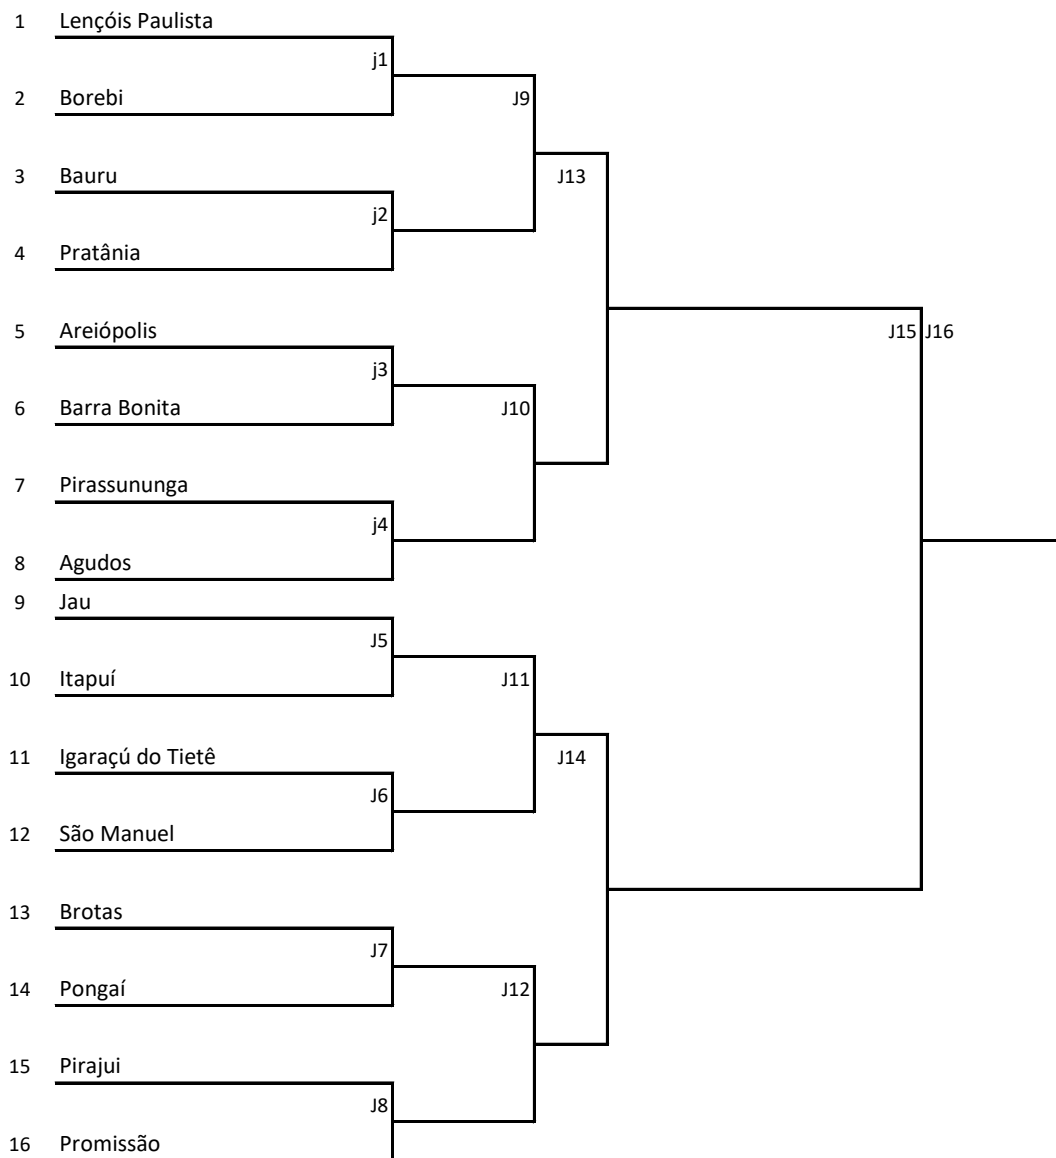 1 Lençóis Paulista
j1
2 Borebi J9
3 Bauru J13
j2
4 Pratânia
5 Areiópolis J15 J16
j3
6 Barra Bonita J10
7 Pirassununga
j4
8 Agudos
9 Jau
J5
10 Itapuí J11
11 Igaraçú do Tietê J14
J6
12 São Manuel
13 Brotas
J7
14 Pongaí J12
15 Pirajui
J8
16 Promissão